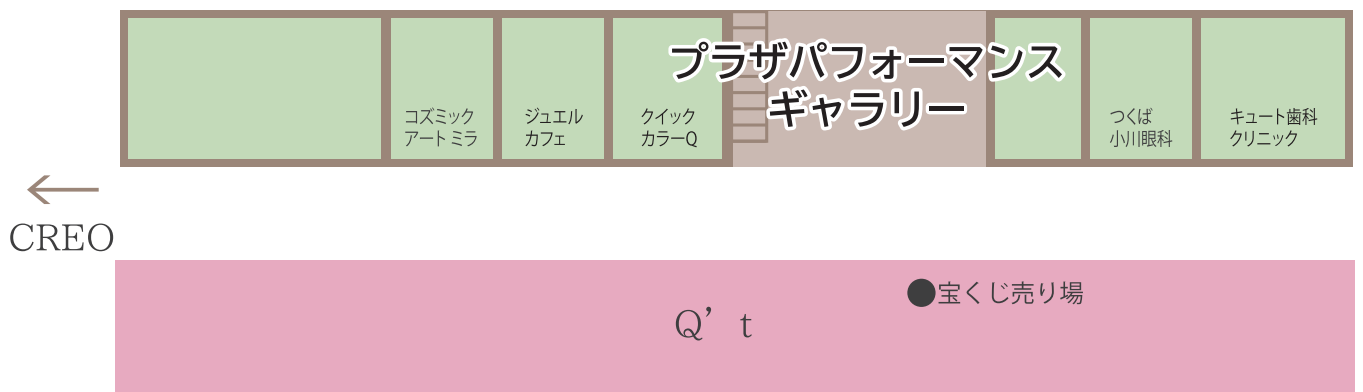 プラザパフォーマンス
ギャラリー
コズミック
アート ミラ
ジュエル
カフェ
クイック
カラーQ
つくば
小川眼科
キュート歯科
クリニック
CREO
宝くじ売り場
Q’t